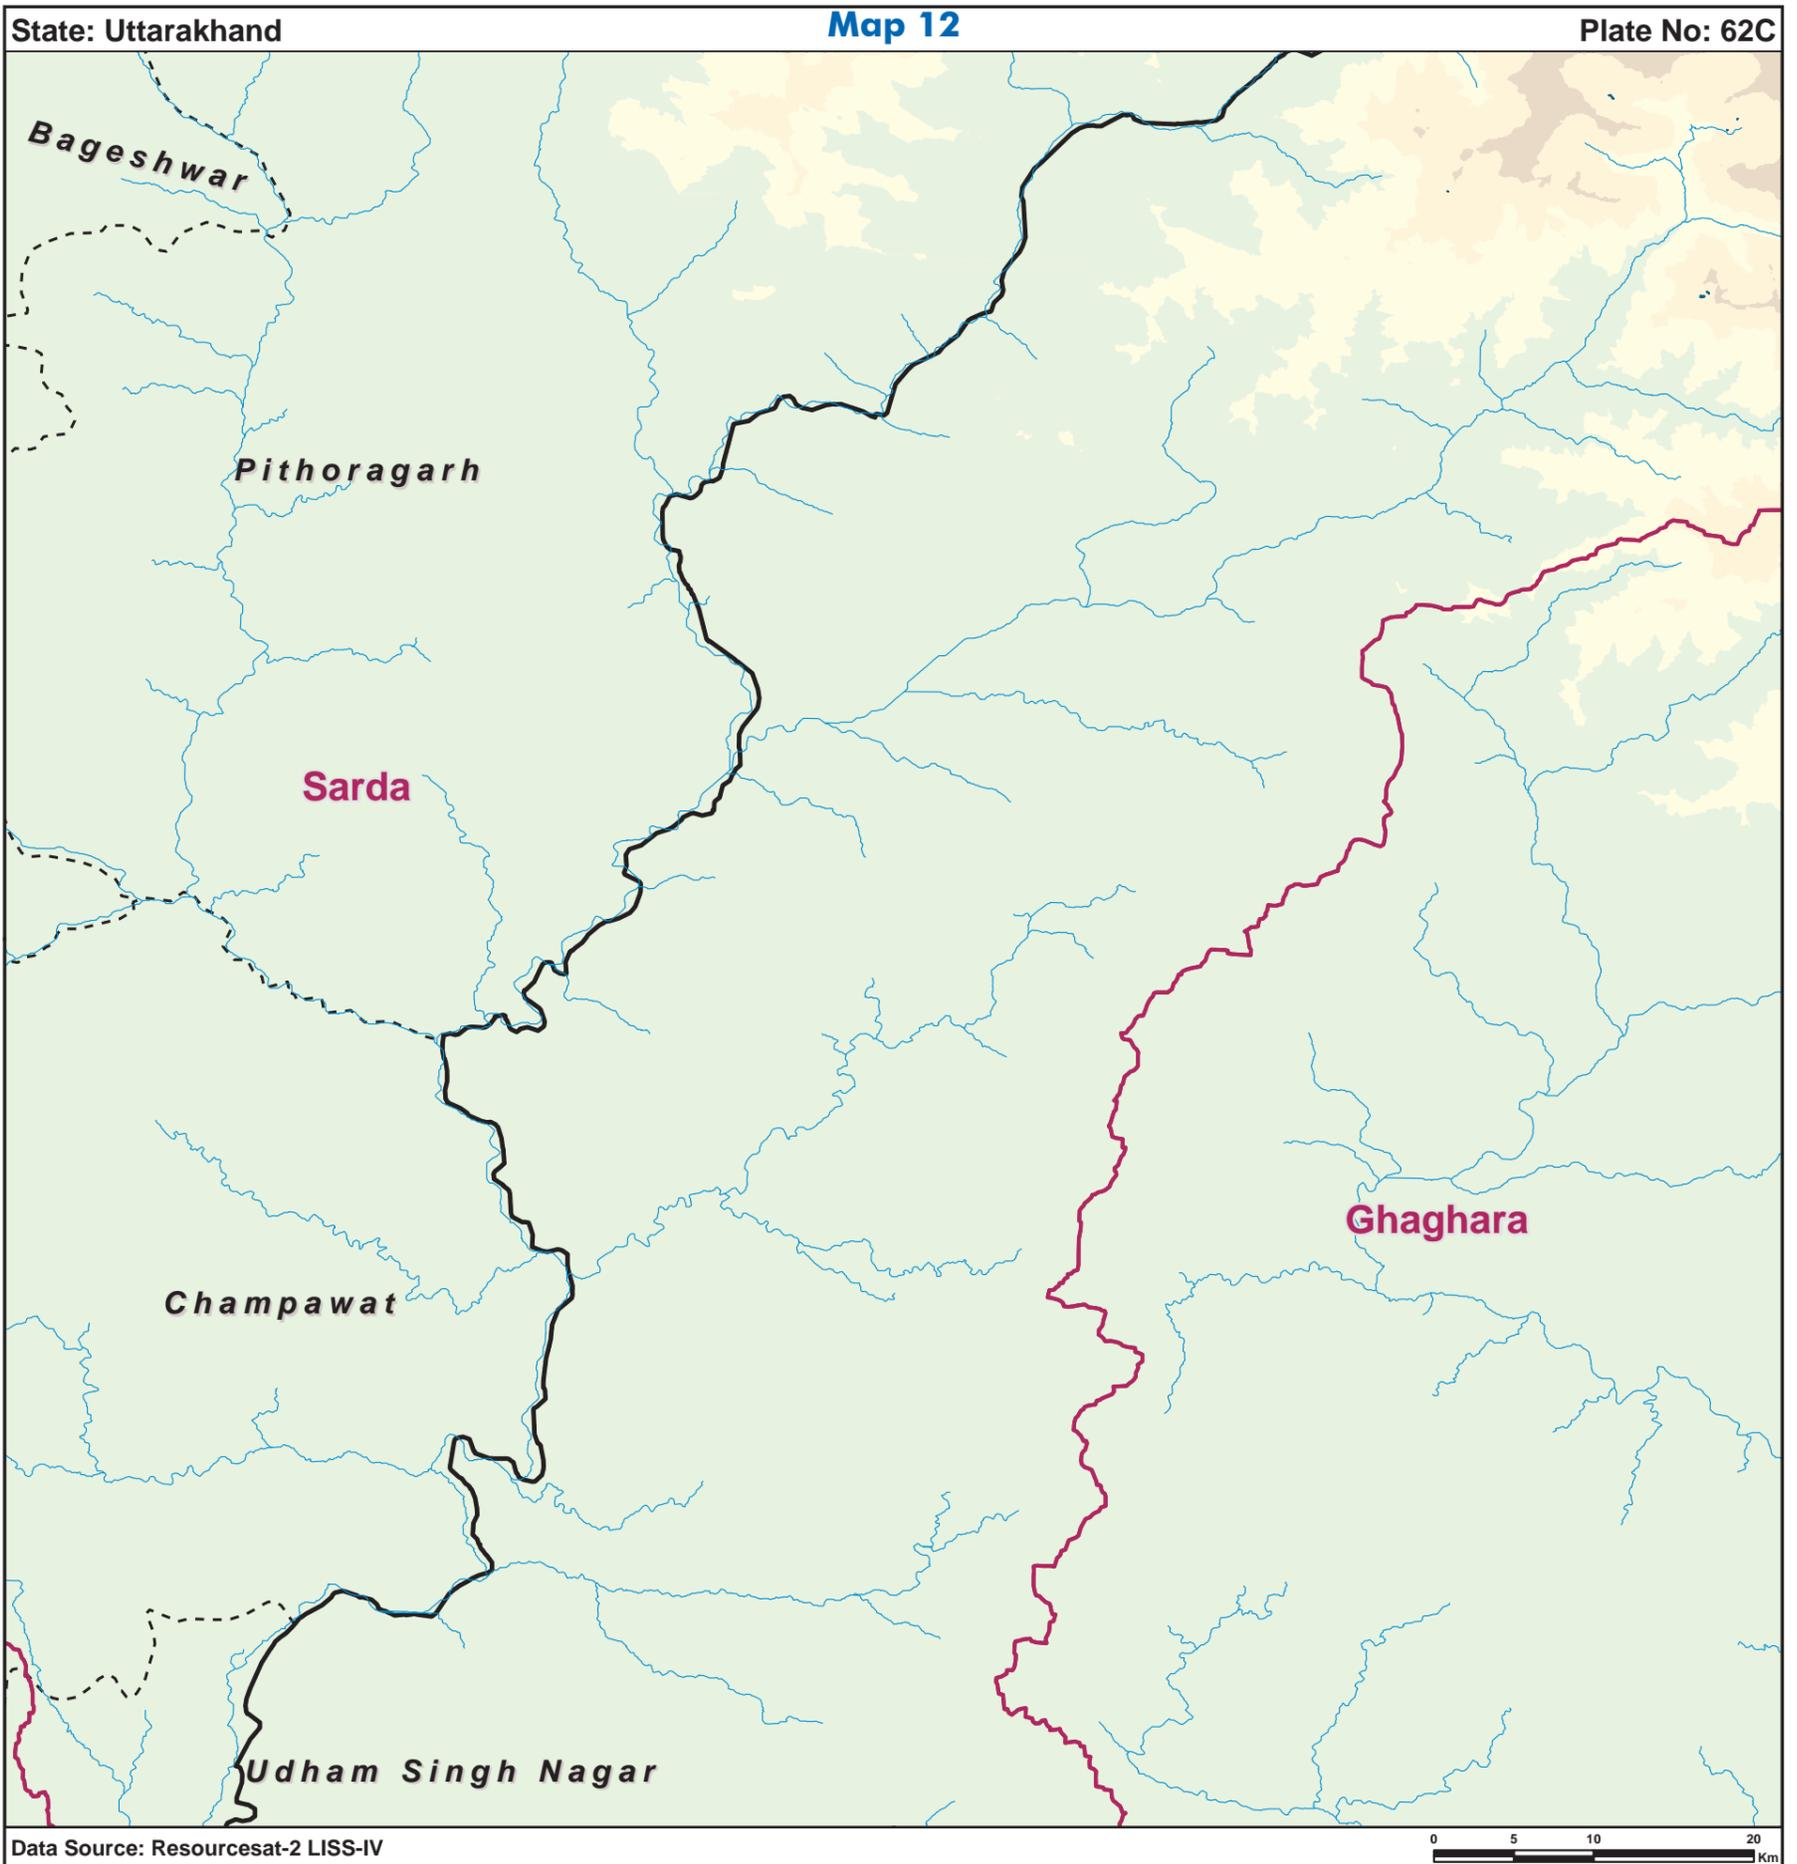 State: Uttarakhand
Map 12
Plate No: 62C
Bageshwar
Pithoragarh
Sarda
Ghaghara
Champawat
Udham Singh Nagar
Data Source: Resourcesat-2 LISS-IV
0 5 10 20
Km